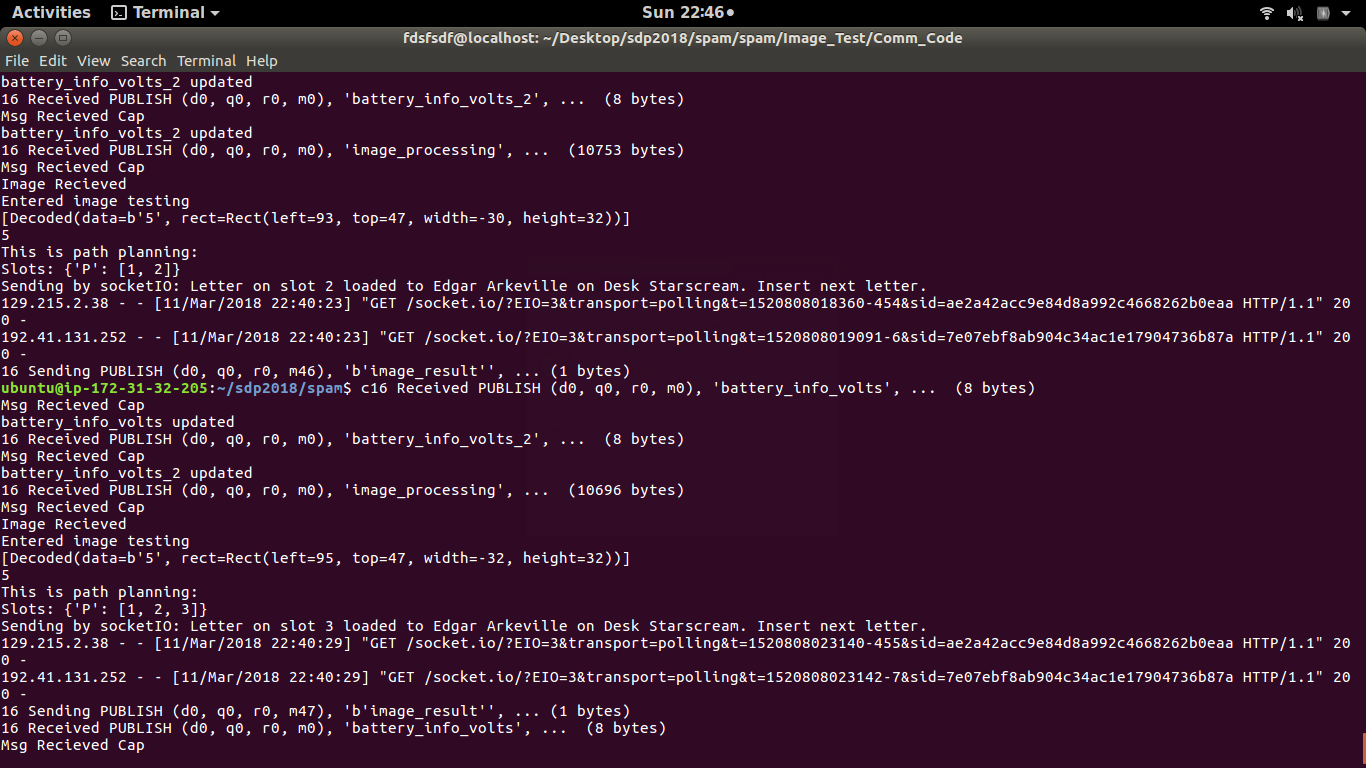 Activities Terminal Sun 22:46
fdsfsdf@localhost: ~/Desktop/sdp2018/spam/spam/Image_Test/Comm_Code
File Edit View Search Terminal Help
battery_info_volts_2 updated
16 Received PUBLISH (d0, q0, r0, m0), 'battery_info_volts_2', ...  (8 bytes)
Msg Recieved Cap
battery_info_volts_2 updated
16 Received PUBLISH (d0, q0, r0, m0), 'image_processing', ...  (10753 bytes)
Msg Recieved Cap
Image Recieved
Entered image testing
[Decoded(data=b'5', rect=Rect(left=93, top=47, width=-30, height=32))]
5
This is path planning:
Slots: {'P': [1, 2]}
Sending by socketIO: Letter on slot 2 loaded to Edgar Arkeville on Desk Starscream. Insert next letter.
129.215.2.38 - - [11/Mar/2018 22:40:23] "GET /socket.io/?EIO=3&transport=polling&t=1520808018360-454&sid=ae2a42acc9e84d8a992c4668262b0eaa HTTP/1.1" 20
0 -
192.41.131.252 - - [11/Mar/2018 22:40:23] "GET /socket.io/?EIO=3&transport=polling&t=1520808019091-6&sid=7e07ebf8ab904c34ac1e17904736b87a HTTP/1.1" 20
0 -
16 Sending PUBLISH (d0, q0, r0, m46), 'b'image_result'', ... (1 bytes)
ubuntu@ip-172-31-32-205:~/sdp2018/spam$ c16 Received PUBLISH (d0, q0, r0, m0), 'battery_info_volts', ...  (8 bytes)
Msg Recieved Cap
battery_info_volts updated
16 Received PUBLISH (d0, q0, r0, m0), 'battery_info_volts_2', ...  (8 bytes)
Msg Recieved Cap
battery_info_volts_2 updated
16 Received PUBLISH (d0, q0, r0, m0), 'image_processing', ...  (10696 bytes)
Msg Recieved Cap
Image Recieved
Entered image testing
[Decoded(data=b'5', rect=Rect(left=95, top=47, width=-32, height=32))]
5
This is path planning:
Slots: {'P': [1, 2, 3]}
Sending by socketIO: Letter on slot 3 loaded to Edgar Arkeville on Desk Starscream. Insert next letter.
129.215.2.38 - - [11/Mar/2018 22:40:29] "GET /socket.io/?EIO=3&transport=polling&t=1520808023140-455&sid=ae2a42acc9e84d8a992c4668262b0eaa HTTP/1.1" 20
0 -
192.41.131.252 - - [11/Mar/2018 22:40:29] "GET /socket.io/?EIO=3&transport=polling&t=1520808023142-7&sid=7e07ebf8ab904c34ac1e17904736b87a HTTP/1.1" 20
0 -
16 Sending PUBLISH (d0, q0, r0, m47), 'b'image_result'', ... (1 bytes)
16 Received PUBLISH (d0, q0, r0, m0), 'battery_info_volts', ...  (8 bytes)
Msg Recieved Cap